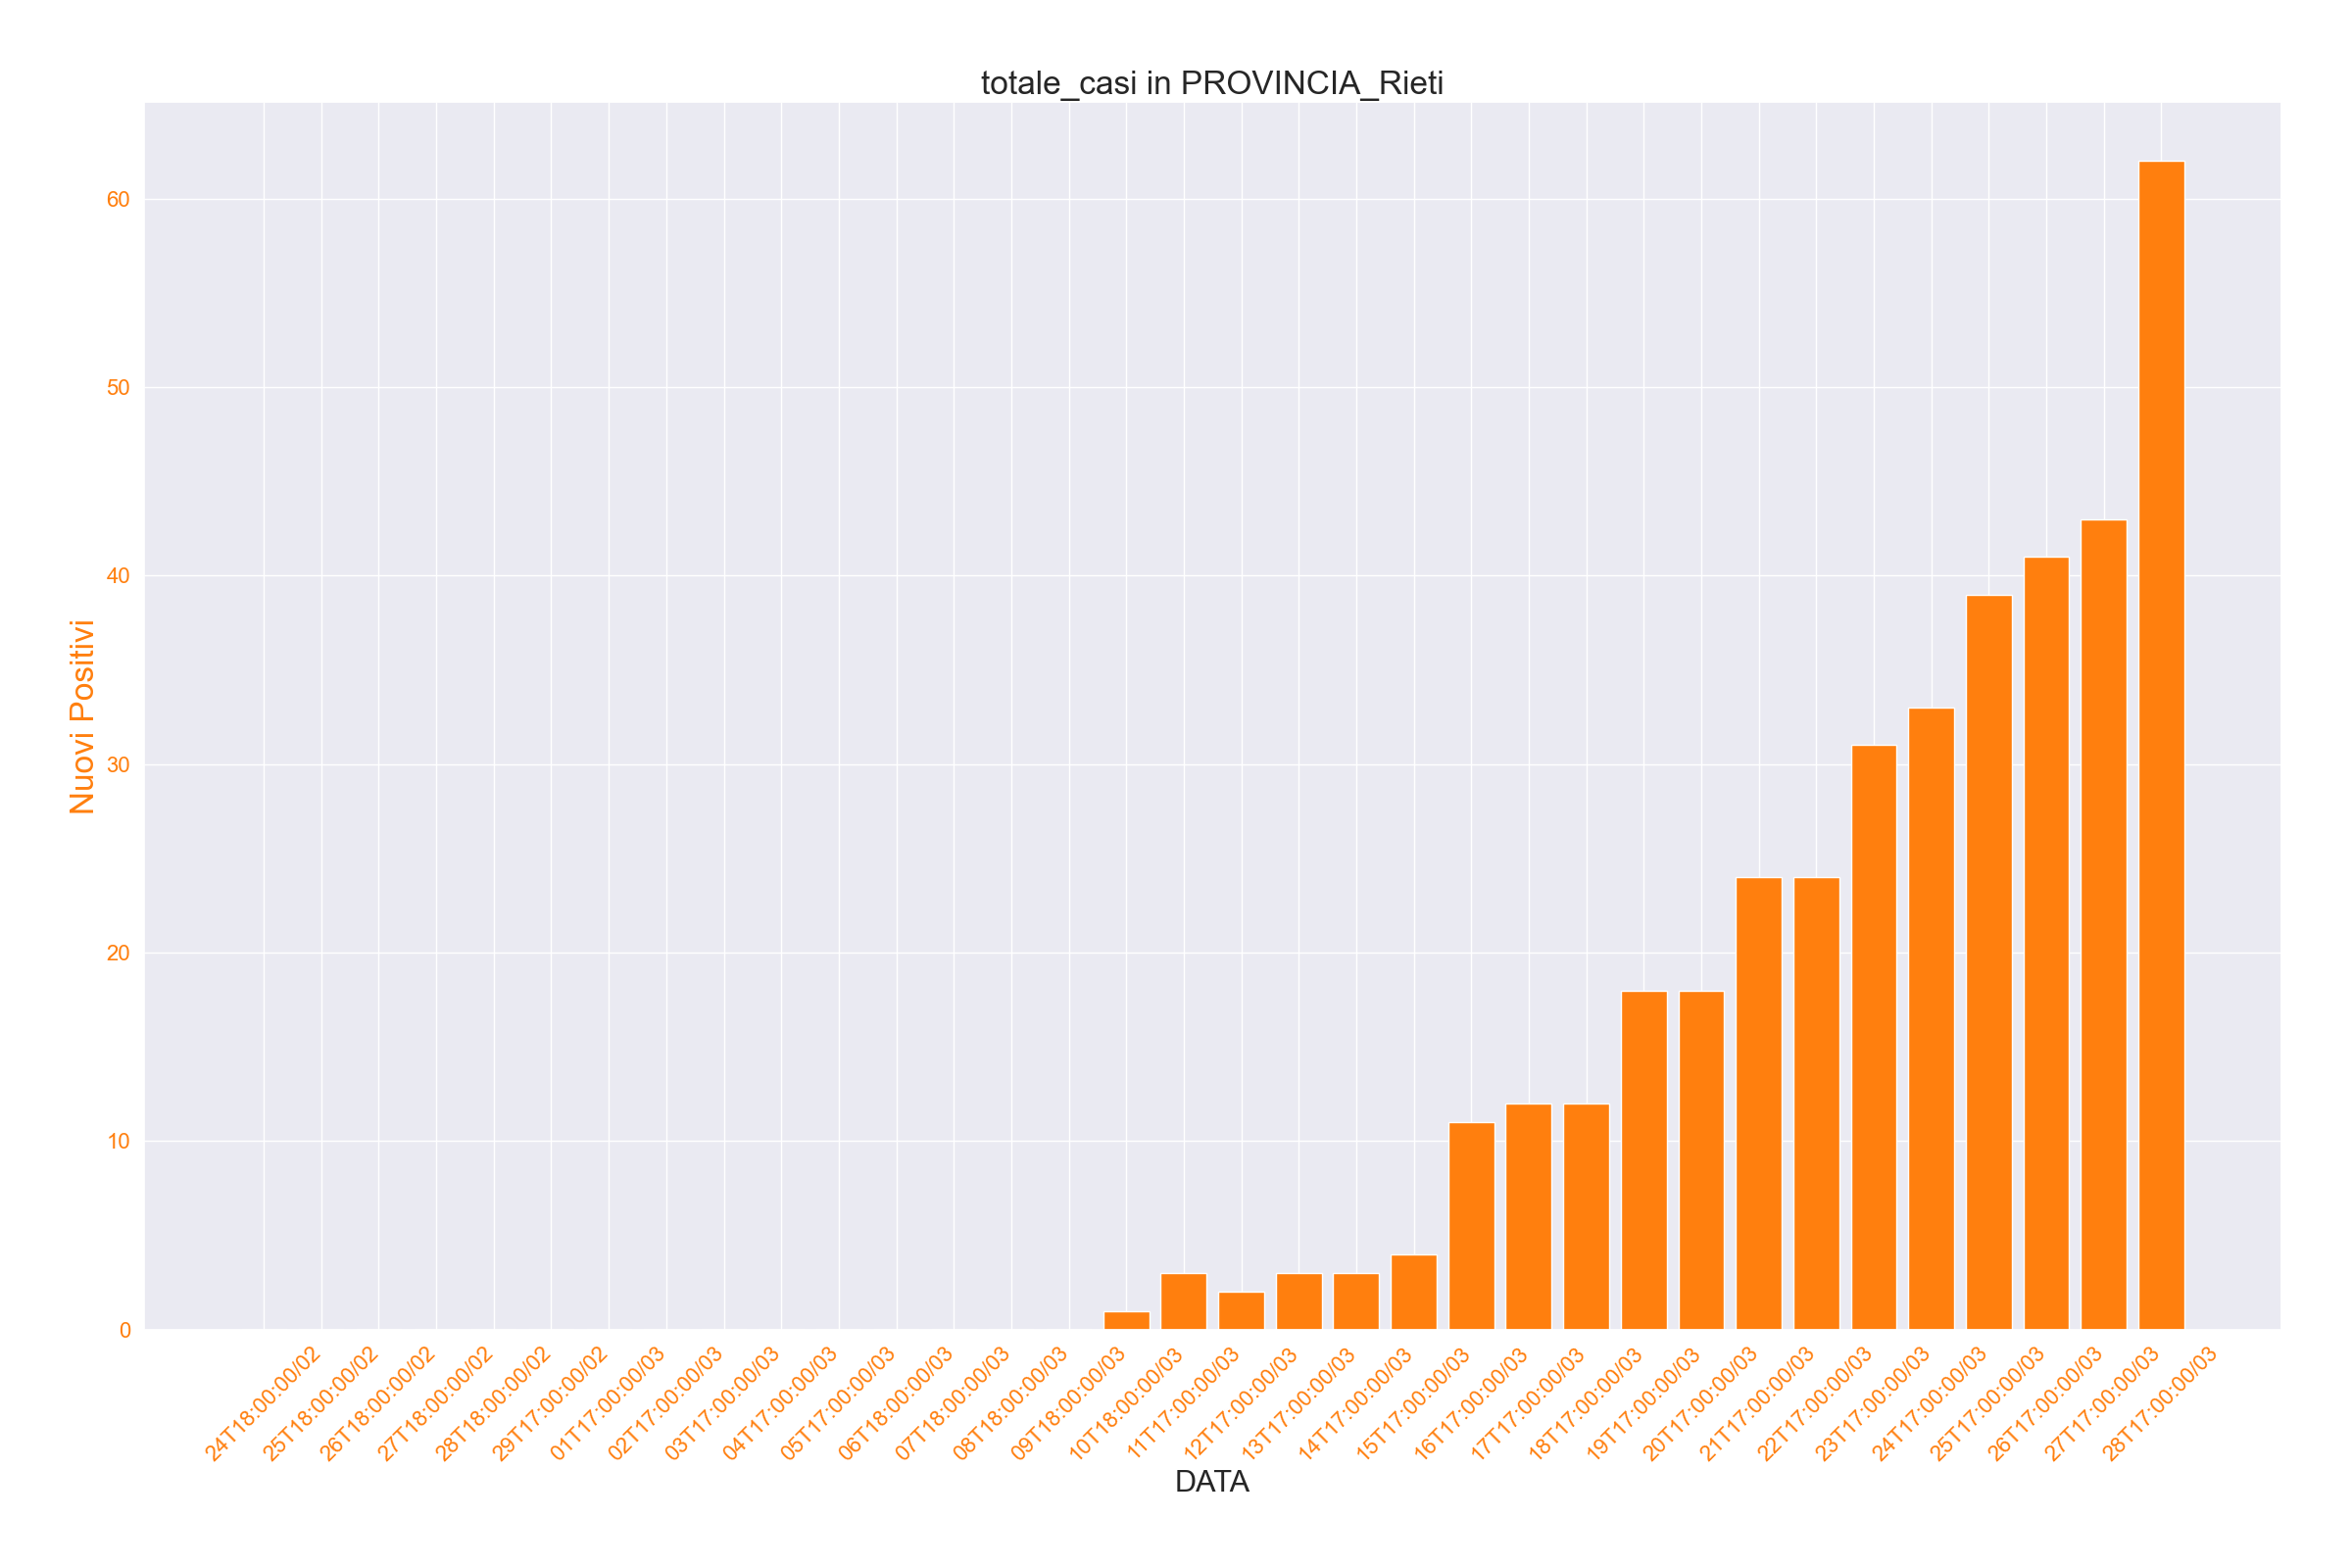 totale_casi in PROVINCIA_Rieti
60
50
40
30
20
10
0
Nuovi Positivi
24T18:00:00/02
25T18:00:00/02
26T18:00:00/02
27T18:00:00/02
28T18:00:00/02
29T17:00:00/02
01T17:00:00/03
02T17:00:00/03
03T17:00:00/03
04T17:00:00/03
05T17:00:00/03
06T18:00:00/03
07T18:00:00/03
08T18:00:00/03
09T18:00:00/03
10T18:00:00/03
11T17:00:00/03
12T17:00:00/03
13T17:00:00/03
14T17:00:00/03
15T17:00:00/03
16T17:00:00/03
17T17:00:00/03
18T17:00:00/03
19T17:00:00/03
20T17:00:00/03
21T17:00:00/03
22T17:00:00/03
23T17:00:00/03
24T17:00:00/03
25T17:00:00/03
26T17:00:00/03
27T17:00:00/03
28T17:00:00/03
DATA